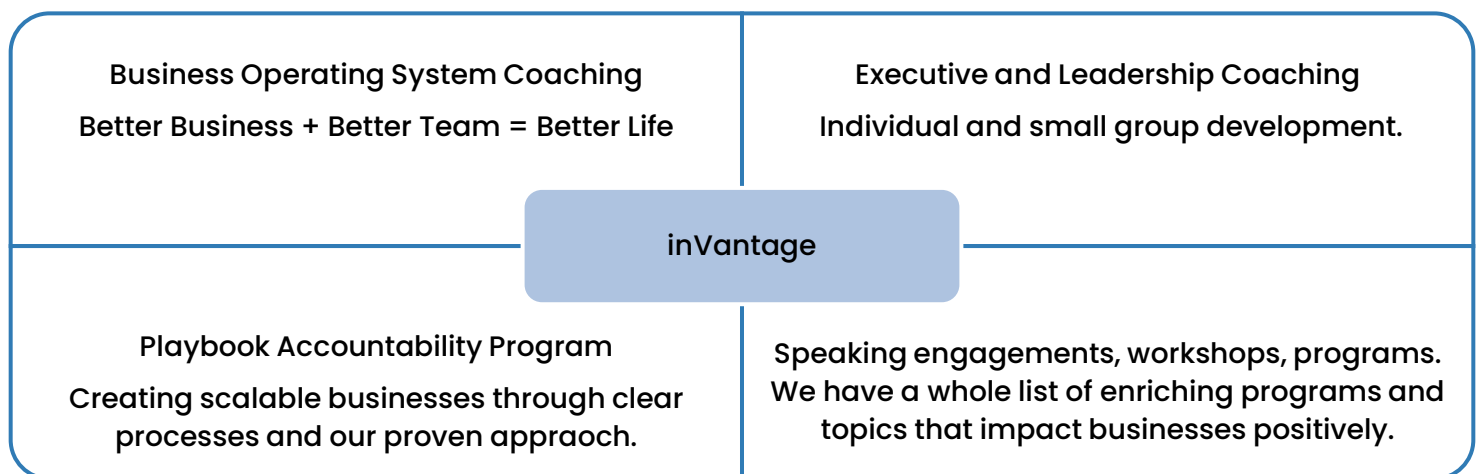 Business Operating System Coaching
Better Business + Better Team = Better Life
Executive and Leadership Coaching
Individual and small group development.
inVantage
Playbook Accountability Program
Creating scalable businesses through clear
processes and our proven appraoch.
Speaking engagements, workshops, programs.
We have a whole list of enriching programs and
topics that impact businesses positively.